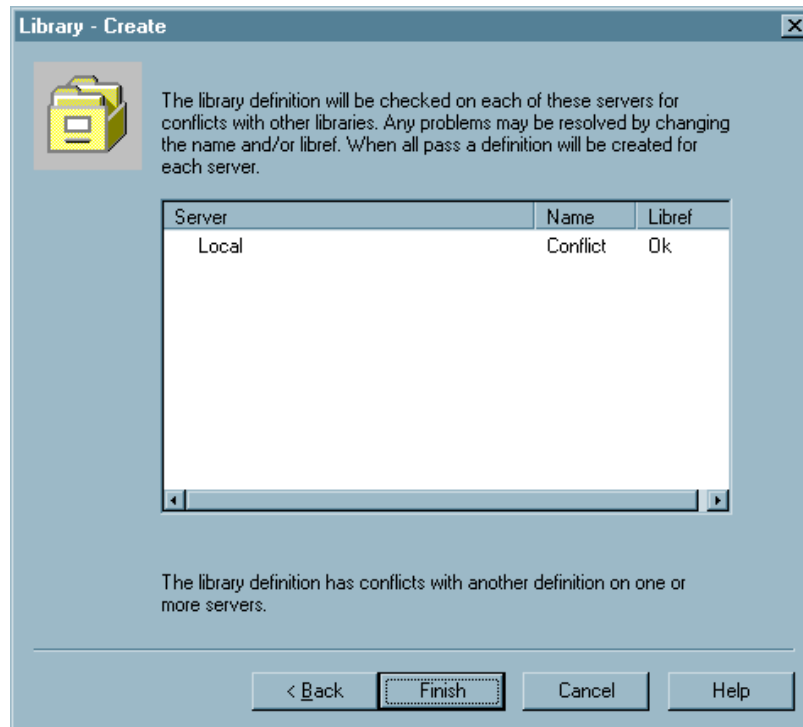 Library - Create
The library definition will be checked on each of these servers for
conflicts with other libraries. Any problems may be resolved by changing
the name and/or libref. When all pass a definition will be created for
each server.
Server Name Libref
Local Conflict Ok
The library definition has conflicts with another definition on one or
more servers.
< Back Finish Cancel Help